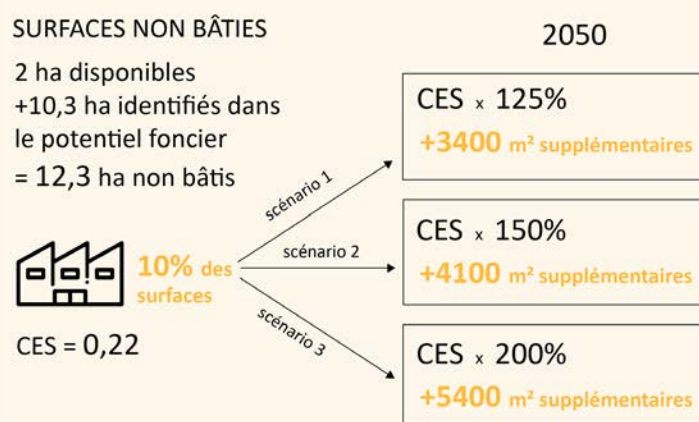 SURFACES NON BÂTIES
2 ha disponibles
+10,3 ha identifiés dans
le potentiel foncier
= 12,3 ha non bâtis
10% des
surfaces
CES = 0,22
scénario 1
scénario 2
scénario 3
2050
CES x 125%
+3400 m² supplémentaires
CES x 150%
+4100 m² supplémentaires
CES x 200%
+5400 m² supplémentaires